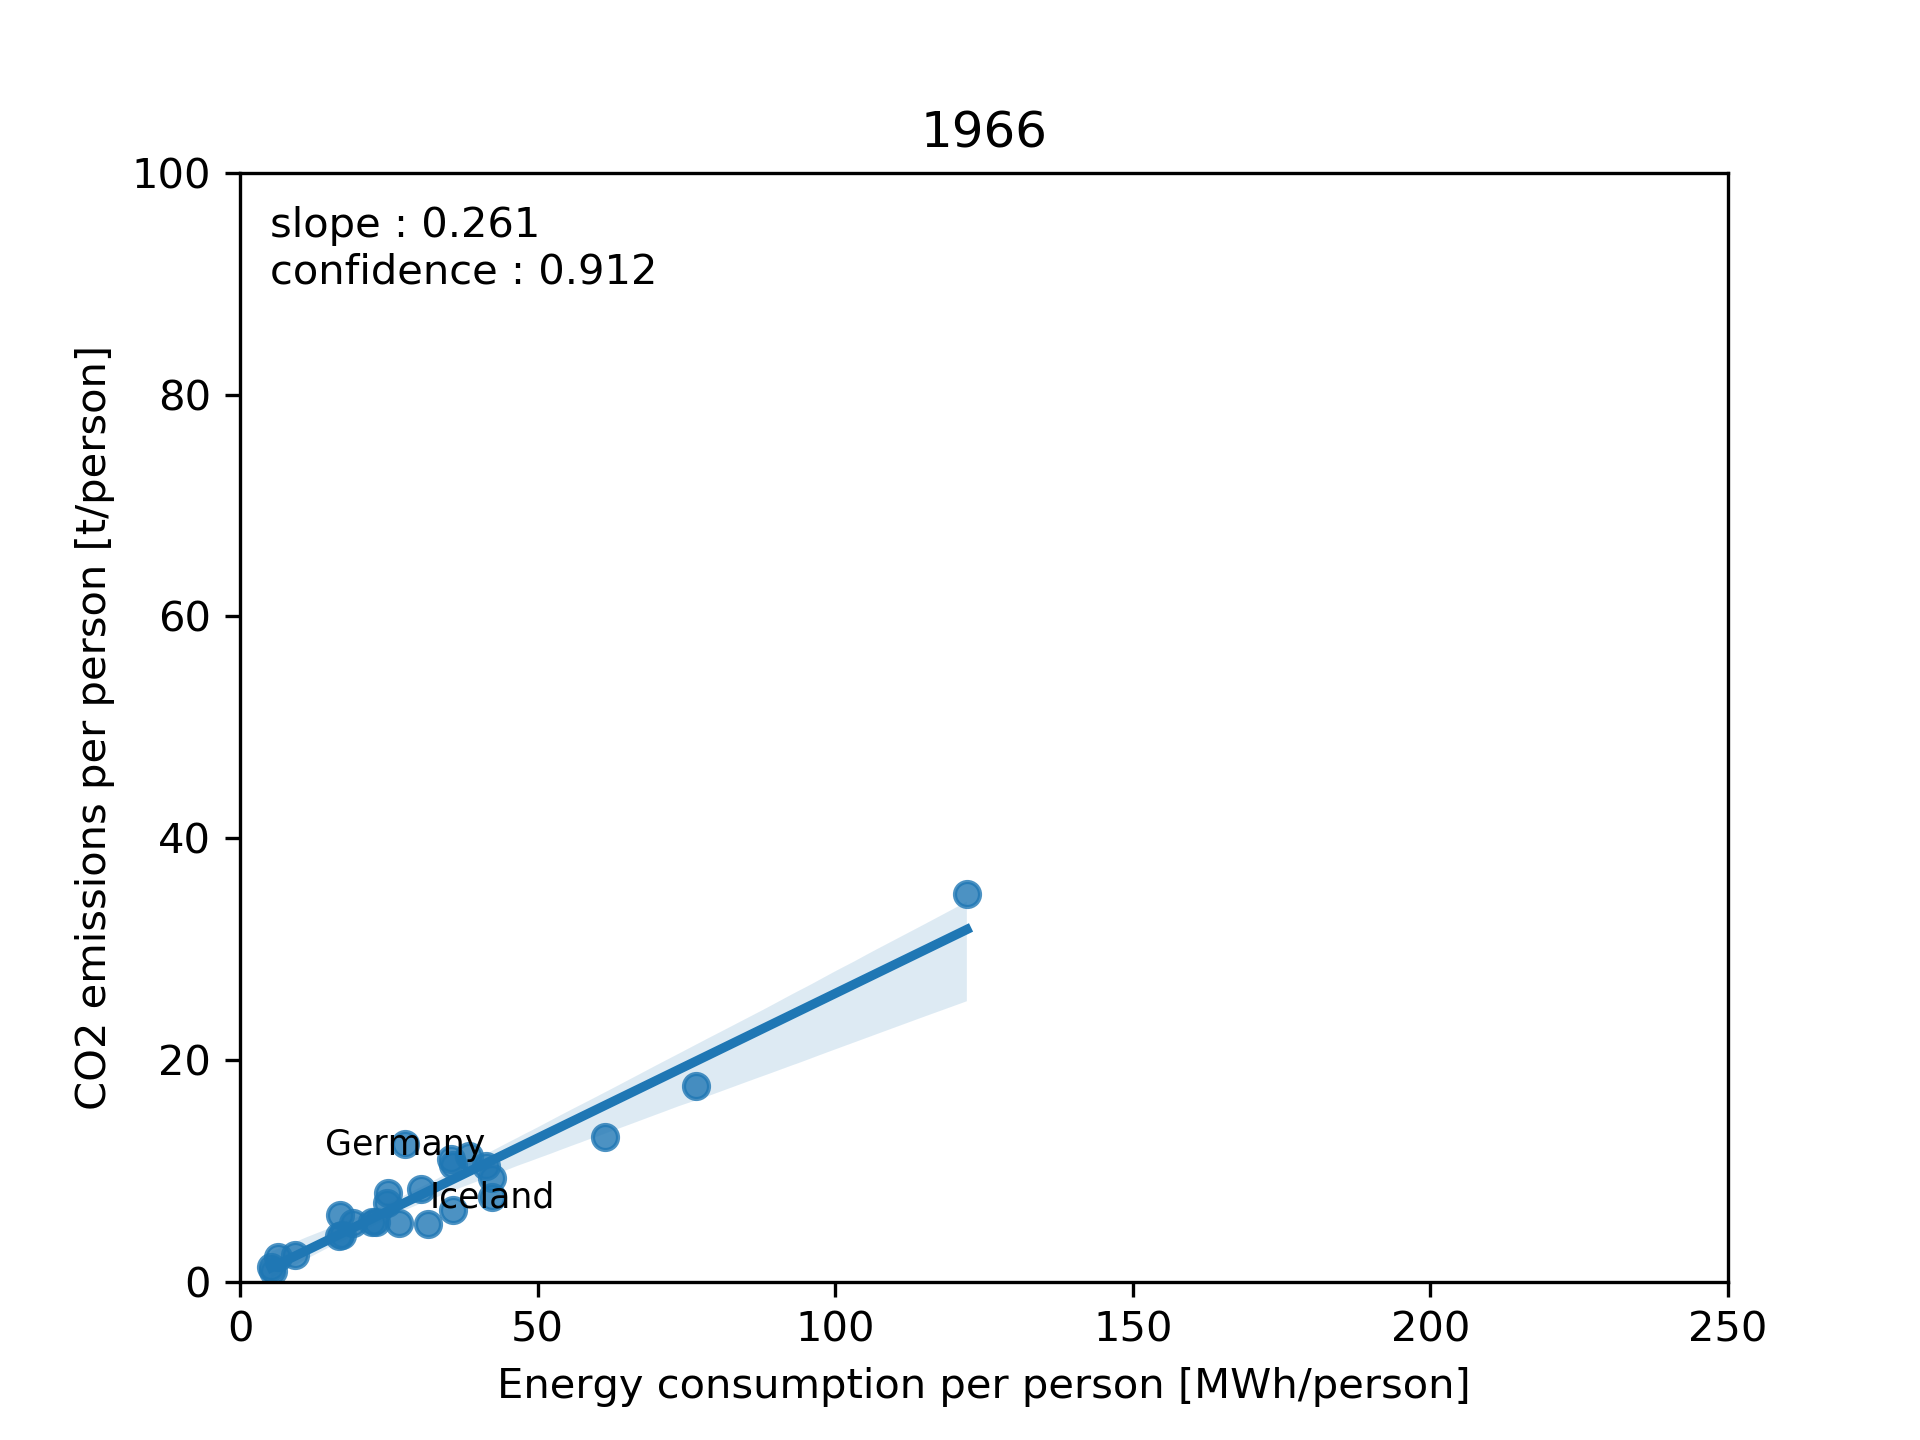 1966
100
80
60
40
20
0
slope : 0.261
confidence : 0.912
CO2 emissions per person [t/person]
Germany
Iceland
0 50 100 150 200 250
Energy consumption per person [MWh/person]